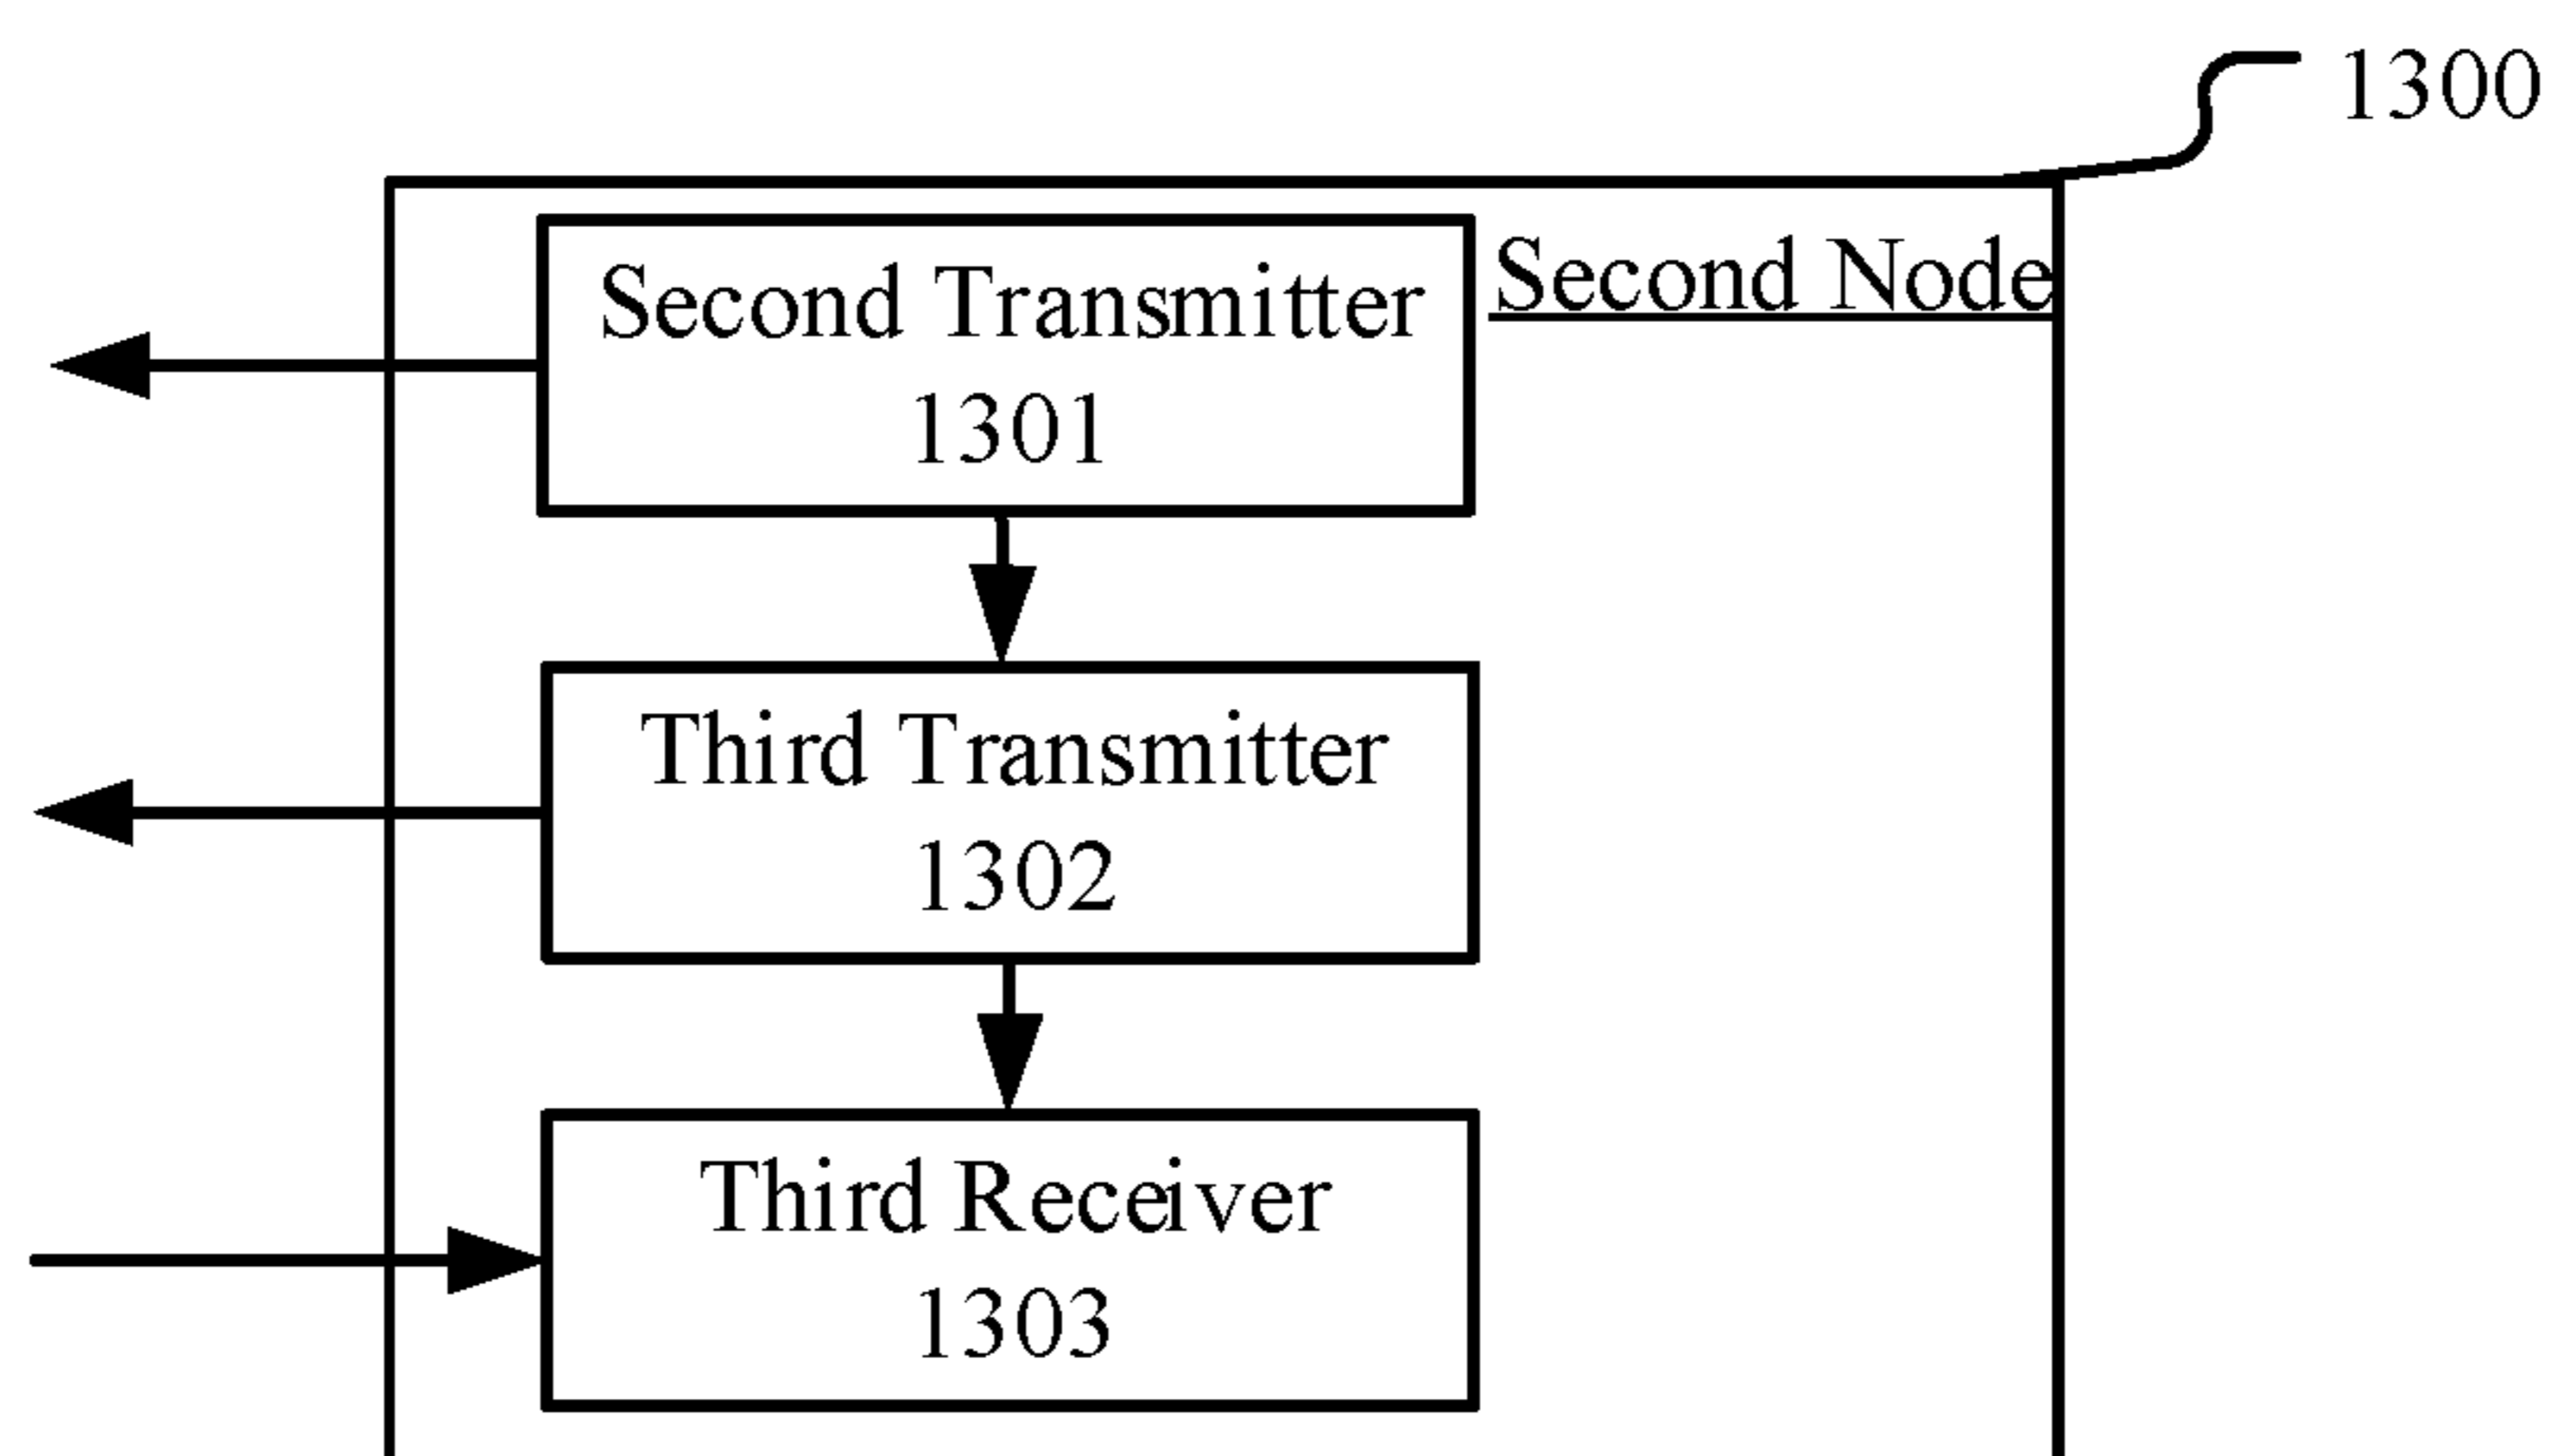 1300
Second Node
Second Transmitter
1301
Third Transmitter
1302
Third Receiver
1303